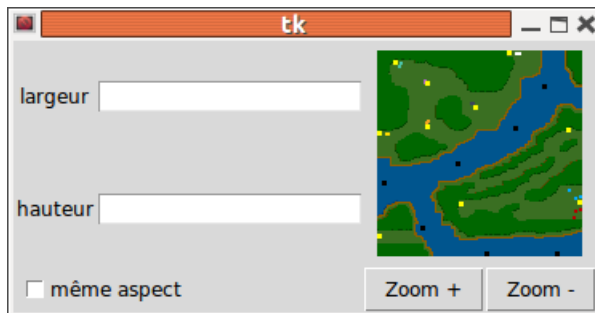 tk
largeur
hauteur
même aspect
Zoom +
Zoom -